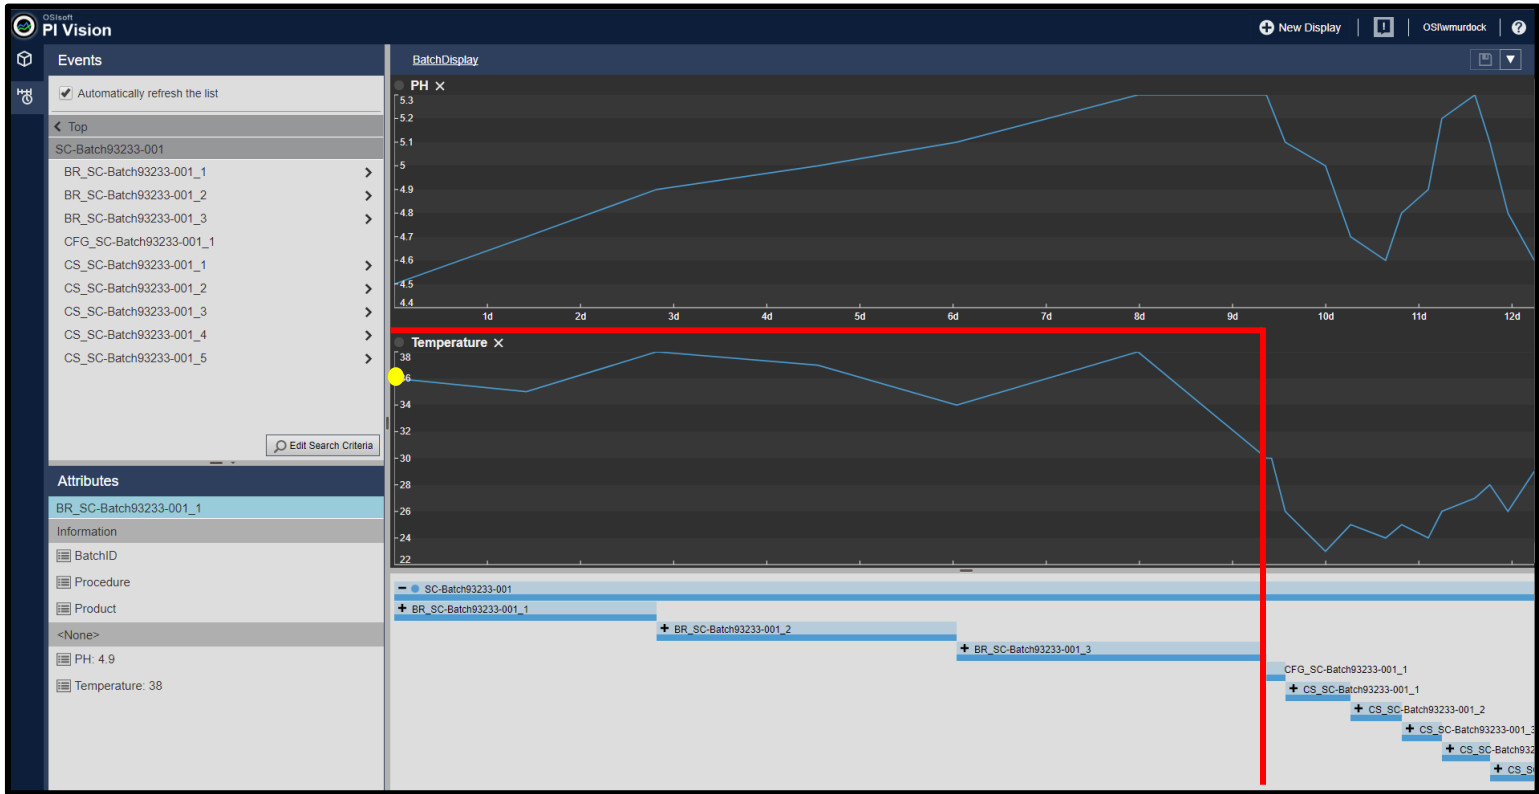 OSIsoft
PI Vision
New Display
OSI\wmurdock
?
Events
Automatically refresh the list
Top
SC-Batch93233-001
BR_SC-Batch93233-001_1
BR_SC-Batch93233-001_2
BR_SC-Batch93233-001_3
CFG_SC-Batch93233-001_1
CS_SC-Batch93233-001_1
CS_SC-Batch93233-001_2
CS_SC-Batch93233-001_3
CS_SC-Batch93233-001_4
CS_SC-Batch93233-001_5
Edit Search Criteria
Attributes
BR_SC-Batch93233-001_1
Information
BatchID
Procedure
Product
<None>
PH: 4.9
Temperature: 38
BatchDisplay
PH
5.3
5.2
5.1
5
4.9
4.8
4.7
4.6
4.5
4.4
1d 2d 3d 4d 5d 6d 7d 8d 9d 10d 11d 12d
Temperature
38
34
32
30
28
26
24
22
SC-Batch93233-001
BR_SC-Batch93233-001_1
BR_SC-Batch93233-001_2
BR_SC-Batch93233-001_3
CFG_SC-Batch93233-001_1
CS_SC-Batch93233-001_1
CS_SC-Batch93233-001_2
CS_SC-Batch93233-001_3
CS_SC-Batch932
CS_S